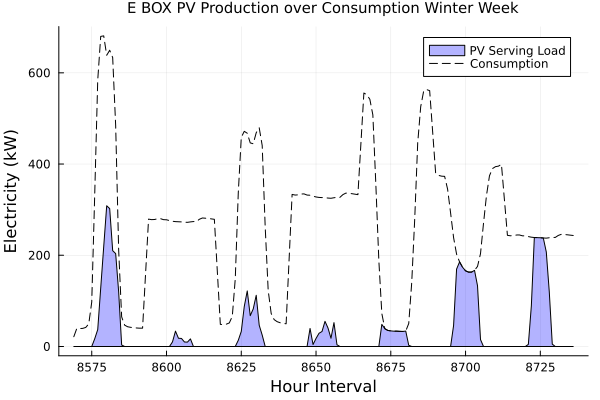 E BOX PV Production over Consumption Winter Week
Electricity (kW)
600
400
200
0
PV Serving Load
Consumption
8575
8600
8625
8650
8675
8700
8725
Hour Interval